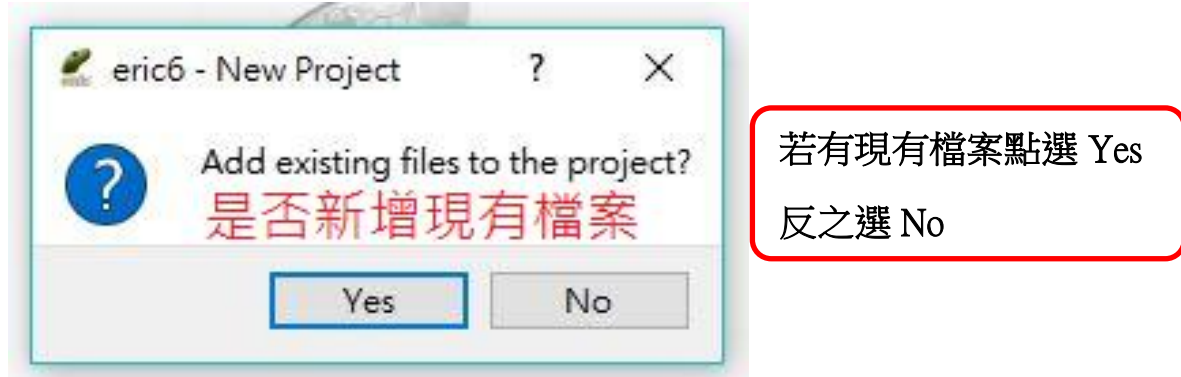 eric6 - New Project ?
Add existing files to the project?
是否新增現有檔案
Yes No
若有現有檔案點選 Yes
反之選 No